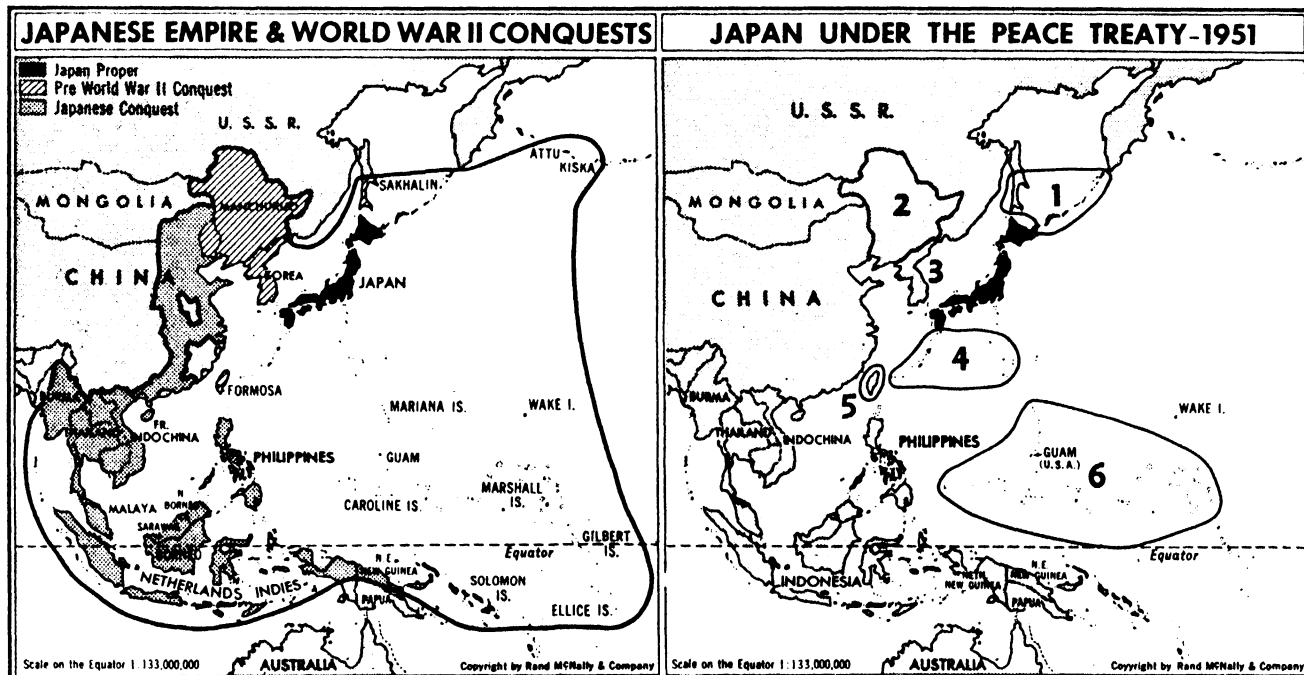 JAPANESE EMPIRE & WORLD WAR II CONQUESTS
Japan Proper
Pre World War II Conquest
Japanese Conquest
U. S. S. R.
ATTU
KISKA
SAKHALIN
MONGOLIA
MANCHURIA
CHINA
KOREA
JAPAN
FORMOSA
BURMA
MARIANA IS.
WAKE I.
THAILAND
FR.
INDOCHINA
PHILIPPINES
GUAM
MARSHALL
IS.
CAROLINE IS.
MALAYA
N
BORNEO
SARAWAK
BORNEO
GILBERT
IS.
Equator
N.E.
NEW GUINEA
NETHERLANDS INDIES
SOLOMON
IS.
PAPUA
ELLICE IS.
AUSTRALIA
Scale on the Equator 1:133,000,000
Copyright by Rand McNally & Company
JAPAN UNDER THE PEACE TREATY-1951
U. S. S. R.
1
MONGOLIA
2
3
CHINA
4
5
BURMA
WAKE I.
THAILAND
INDOCHINA
PHILIPPINES
GUAM
(U.S.A.)
6
Equator
INDONESIA
NETH.
NEW GUINEA
N.E.
NEW GUINEA
PAPUA
AUSTRALIA
Scale on the Equator 1:133,000,000
Copyright by Rand McNally & Company